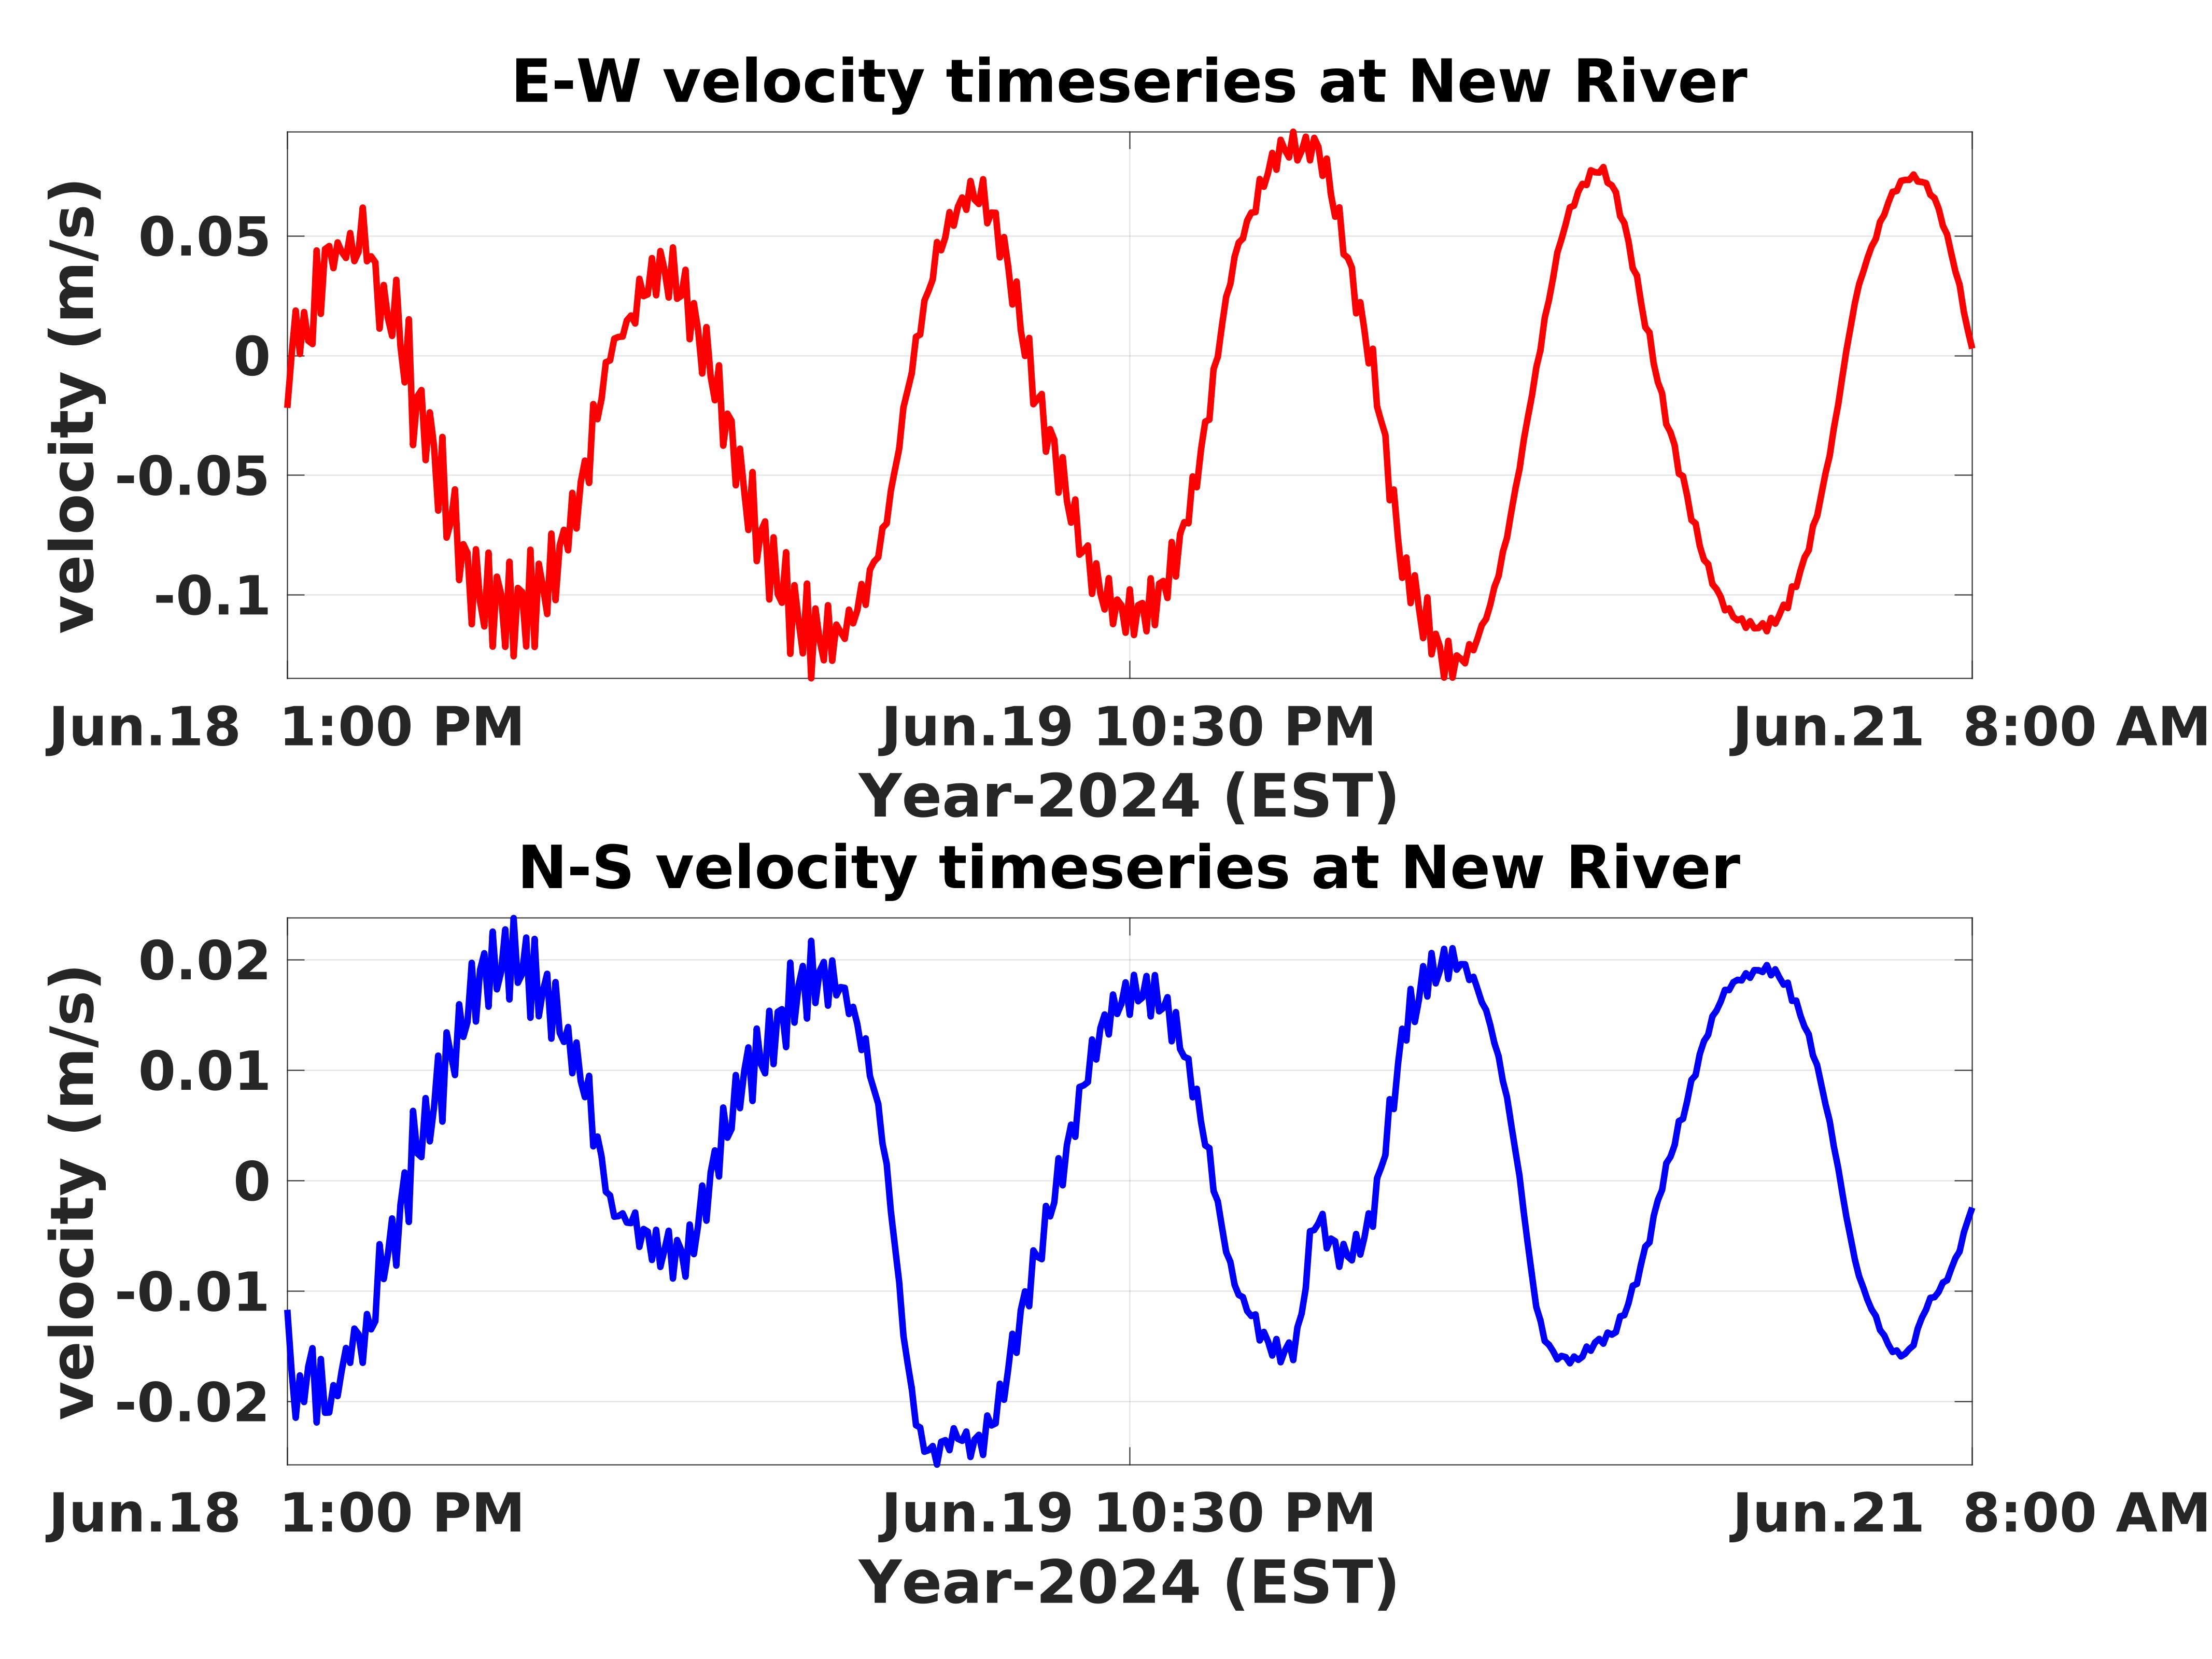 E-W velocity timeseries at New River
velocity (m/s)
0.05
0
-0.05
-0.1
Jun.18  1:00 PM
Jun.19 10:30 PM
Jun.21  8:00 AM
Year-2024 (EST)
N-S velocity timeseries at New River
velocity (m/s)
0.02
0.01
0
-0.01
-0.02
Jun.18  1:00 PM
Jun.19 10:30 PM
Jun.21  8:00 AM
Year-2024 (EST)